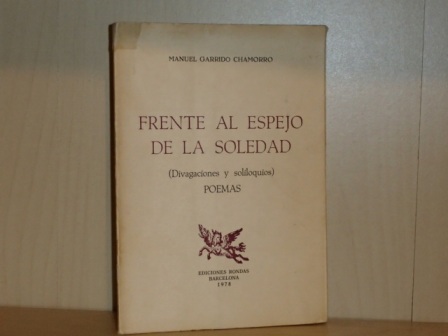 MANUEL GARRIDO CHAMORRO
FRENTE AL ESPEJO
DE LA SOLEDAD
(Divagaciones y soliloquios)
POEMAS
EDICIONES RONDAS
BARCELONA
1978